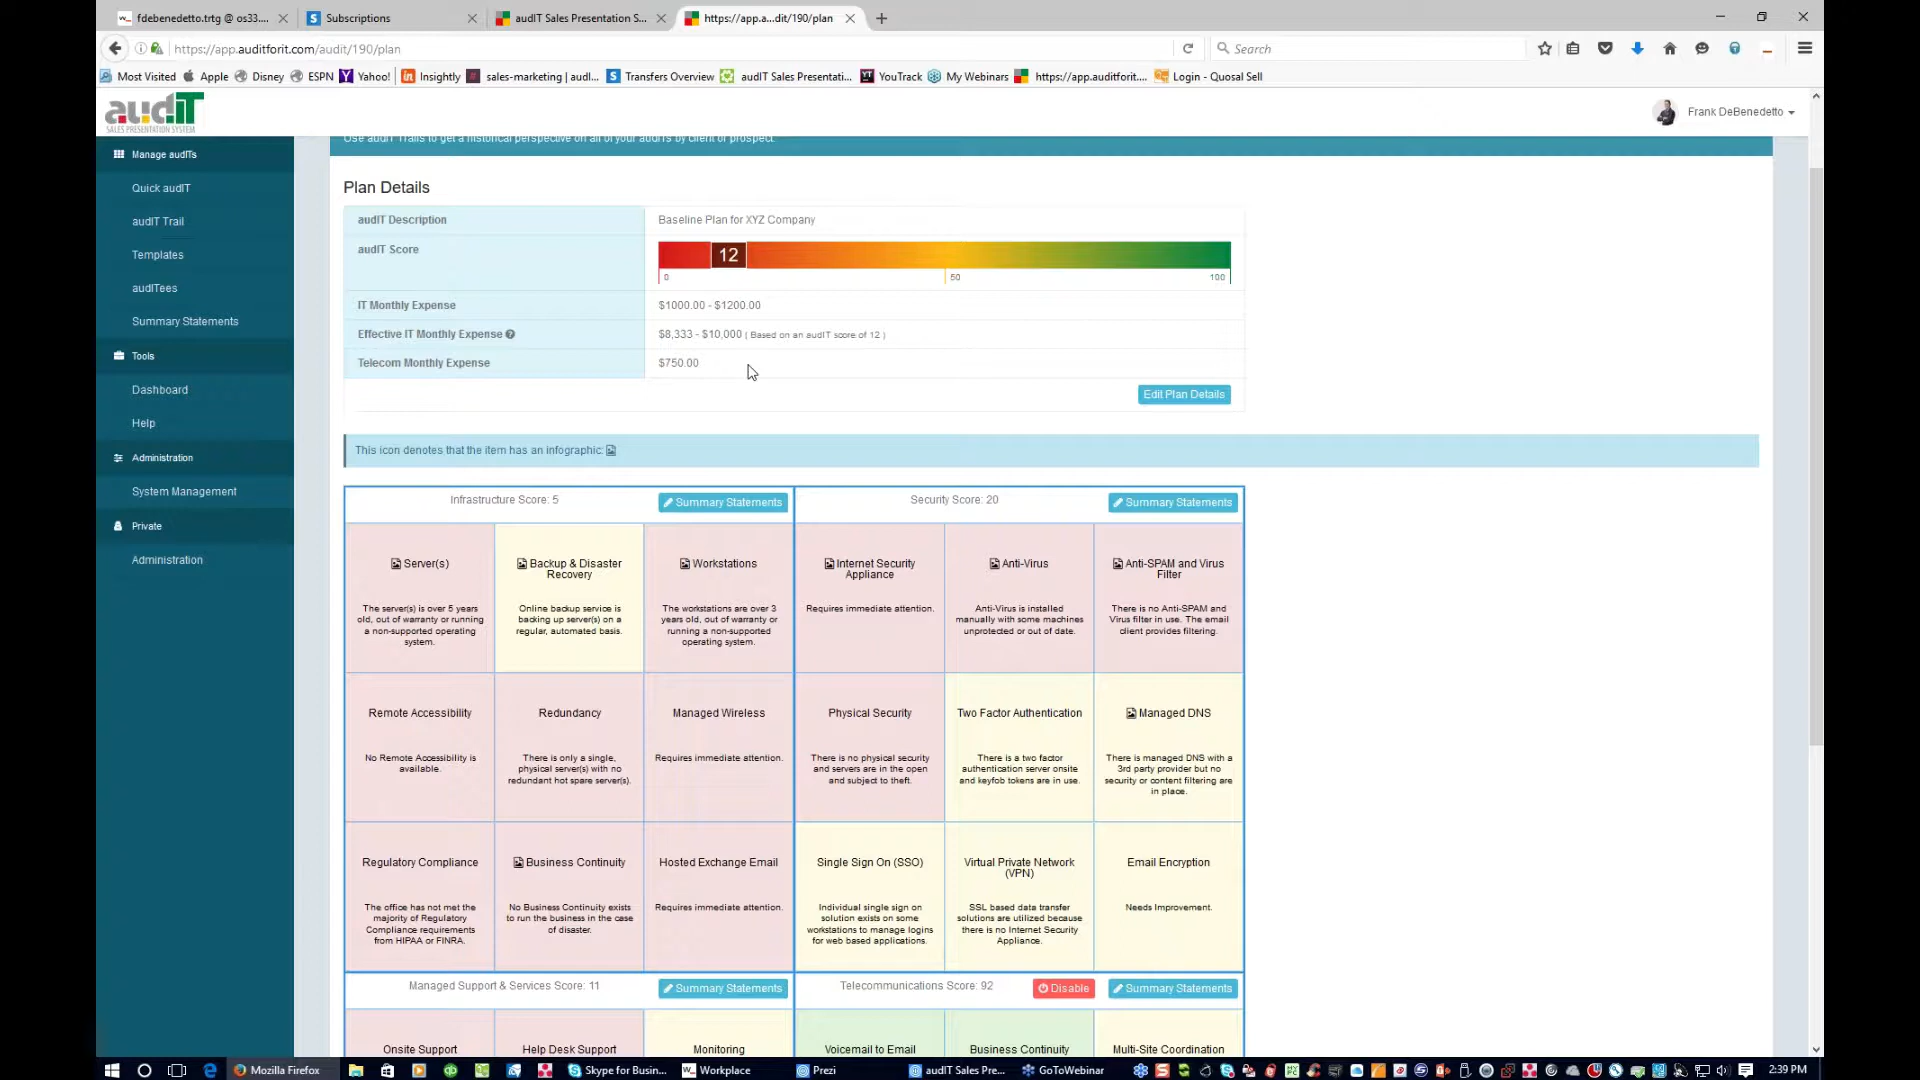 fdebenedetto.trtg @ os33....
Subscriptions
audIT Sales Presentation S...
https://app.a...dit/190/plan
https://app.auditforit.com/audit/190/plan
Search
Most Visited
Apple
Disney
ESPN
Yahoo!
Insightly
sales-marketing | audI...
Transfers Overview
audIT Sales Presentati...
YouTrack
My Webinars
https://app.auditforit....
Login - Quosal Sell
audIT
SALES PRESENTATION SYSTEM
Frank DeBenedetto
Manage audITs
Quick audIT
audIT Trail
Templates
audITees
Summary Statements
Tools
Dashboard
Help
Administration
System Management
Private
Administration
Use audIT Trails to get a historical perspective on all of your audITs by client or prospect.
Plan Details
audIT Description
Baseline Plan for XYZ Company
audIT Score
12
0
50
100
IT Monthly Expense
$1000.00 - $1200.00
Effective IT Monthly Expense
$8,333 - $10,000 ( Based on an audIT score of 12 )
Telecom Monthly Expense
$750.00
Edit Plan Details
This icon denotes that the item has an infographic:
Infrastructure Score: 5
Summary Statements
Security Score: 20
Summary Statements
Server(s)
The server(s) is over 5 years
old, out of warranty or running
a non-supported operating
system.
Backup & Disaster
Recovery
Online backup service is
backing up server(s) on a
regular, automated basis.
Workstations
The workstations are over 3
years old, out of warranty or
running a non-supported
operating system.
Internet Security
Appliance
Requires immediate attention.
Anti-Virus
Anti-Virus is installed
manually with some machines
unprotected or out of date.
Anti-SPAM and Virus
Filter
There is no Anti-SPAM and
Virus filter in use. The email
client provides filtering.
Remote Accessibility
No Remote Accessibility is
available.
Redundancy
There is only a single,
physical server(s) with no
redundant hot spare server(s).
Managed Wireless
Requires immediate attention.
Physical Security
There is no physical security
and servers are in the open
and subject to theft.
Two Factor Authentication
There is a two factor
authentication server onsite
and keyfob tokens are in use.
Managed DNS
There is managed DNS with a
3rd party provider but no
security or content filtering are
in place.
Regulatory Compliance
The office has not met the
majority of Regulatory
Compliance requirements
from HIPAA or FINRA.
Business Continuity
No Business Continuity exists
to run the business in the case
of disaster.
Hosted Exchange Email
Requires immediate attention.
Single Sign On (SSO)
Individual single sign on
solution exists on some
workstations to manage logins
for web based applications.
Virtual Private Network
(VPN)
SSL based data transfer
solutions are utilized because
there is no Internet Security
Appliance.
Email Encryption
Needs Improvement.
Managed Support & Services Score: 11
Summary Statements
Telecommunications Score: 92
Disable
Summary Statements
Onsite Support
Help Desk Support
Monitoring
Voicemail to Email
Business Continuity
Multi-Site Coordination
Mozilla Firefox
Skype for Busin...
Workplace
Prezi
audIT Sales Pre...
GoToWebinar
2:39 PM